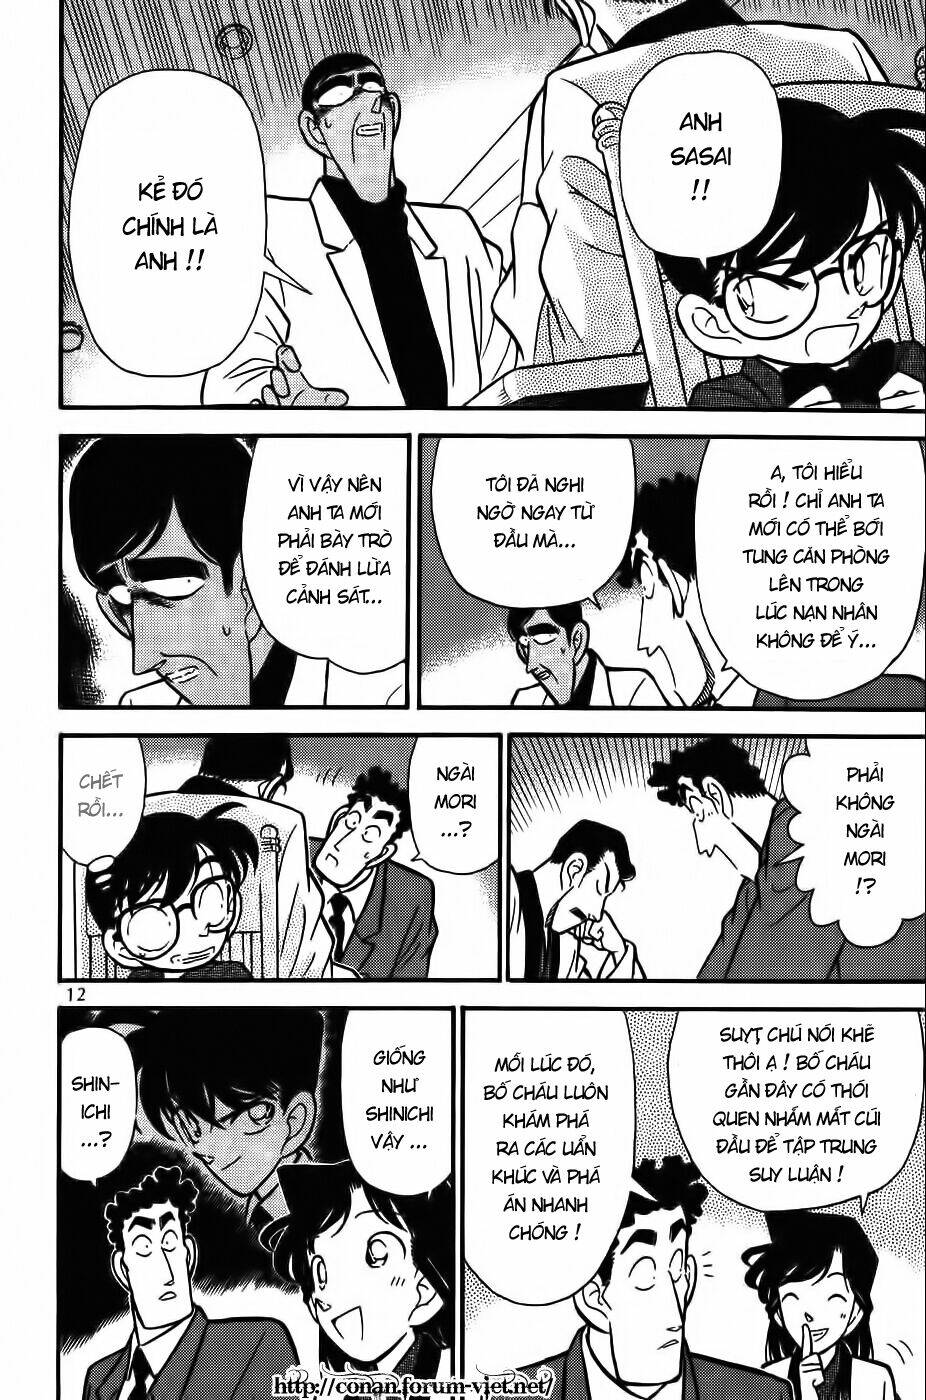 ANH
SASAI
!!
KẺ ĐÓ
CHÍNH LÀ
ANH !!
A, TÔI HIỂU
RỒI ! CHỈ ANH TA
MỚI CÓ THỂ BƠI
TUNG CĂN PHÒNG
LÊN TRONG
LÚC NẠN NHÂN
KHÔNG ĐỂ Ý...
TÔI ĐÃ NGHI
NGỜ NGAY TỪ
ĐẦU MÀ...
VÌ VẬY NÊN
ANH TA MỚI
PHẢI BÀY TRÒ
ĐỂ ĐÁNH LỪA
CẢNH SÁT...
PHẢI
KHÔNG
NGÀI
MORI
!?
NGÀI
MORI
...?
CHẾT
RỒI...
12
SUỴT, CHÚ NÓI KHẼ
THÔI Ạ ! BỐ CHÁU
GẦN ĐÂY CÓ THÓI
QUEN NHẮM MẮT CÚI
ĐẦU ĐỂ TẬP TRUNG
SUY LUẬN !
MỖI LÚC ĐÓ,
BỐ CHÁU LUÔN
KHÁM PHÁ
RA CÁC UẨN
KHÚC VÀ PHÁ
ÁN NHANH
CHÓNG !
GIỐNG
NHƯ
SHINICHI
VẬY ...
SHIN-
ICHI
...?
http://conan.forum-viet.net/